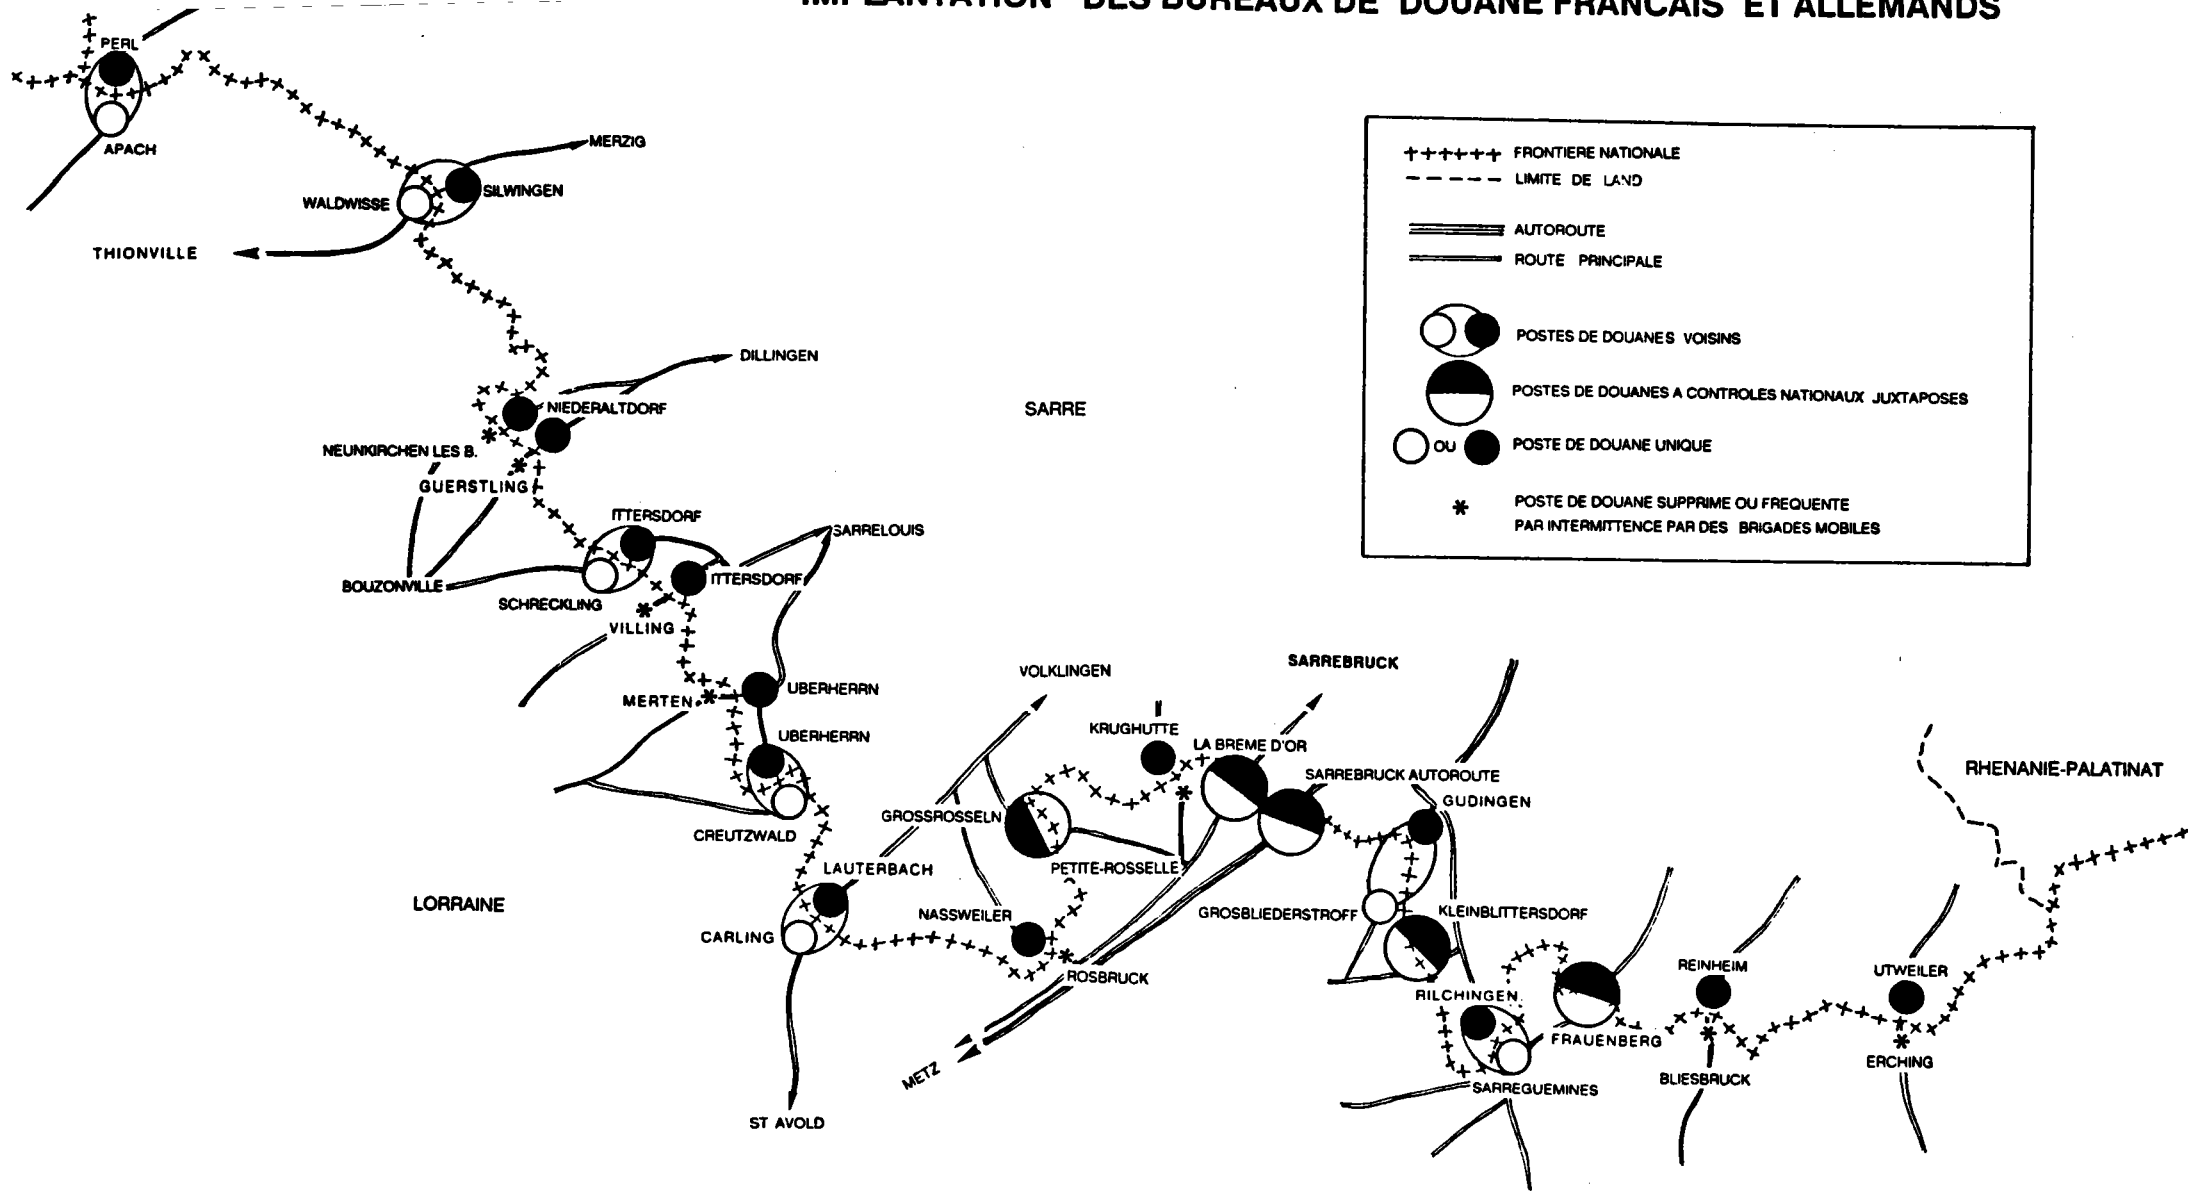 IMPLANTATION DES BUREAUX DE DOUANE FRANCAIS ET ALLEMANDS
PERL
APACH
MERZIG
SILWINGEN
WALDWISSE
THIONVILLE
FRONTIERE NATIONALE
LIMITE DE LAND
AUTOROUTE
ROUTE PRINCIPALE
POSTES DE DOUANES VOISINS
POSTES DE DOUANES A CONTROLES NATIONAUX JUXTAPOSES
OU
POSTE DE DOUANE UNIQUE
* POSTE DE DOUANE SUPPRIME OU FREQUENTE
PAR INTERMITTENCE PAR DES BRIGADES MOBILES
DILLINGEN
NIEDERALTDORF
SARRE
NEUNKIRCHEN LES B.
GUERSTLING
ITTERSDORF
SARRELOUIS
BOUZONVILLE
ITTERSDORF
SCHRECKLING
VILLING
MERTEN
UBERHERRN
UBERHERRN
CREUTZWALD
VOLKLINGEN
SARREBRUCK
KRUGHUTTE
LA BREME D'OR
SARREBRUCK AUTOROUTE
GUDINGEN
RHENANIE-PALATINAT
GROSSROSSELN
PETITE-ROSSELLE
LAUTERBACH
LORRAINE
CARLING
NASSWEILER
ROSBRUCK
GROSBLIEDERSTROFF
KLEINBLITTERSDORF
RILCHINGEN
REINHEIM
UTWEILER
FRAUENBERG
SARREGUEMINES
BLIESBRUCK
ERCHING
METZ
ST AVOLD